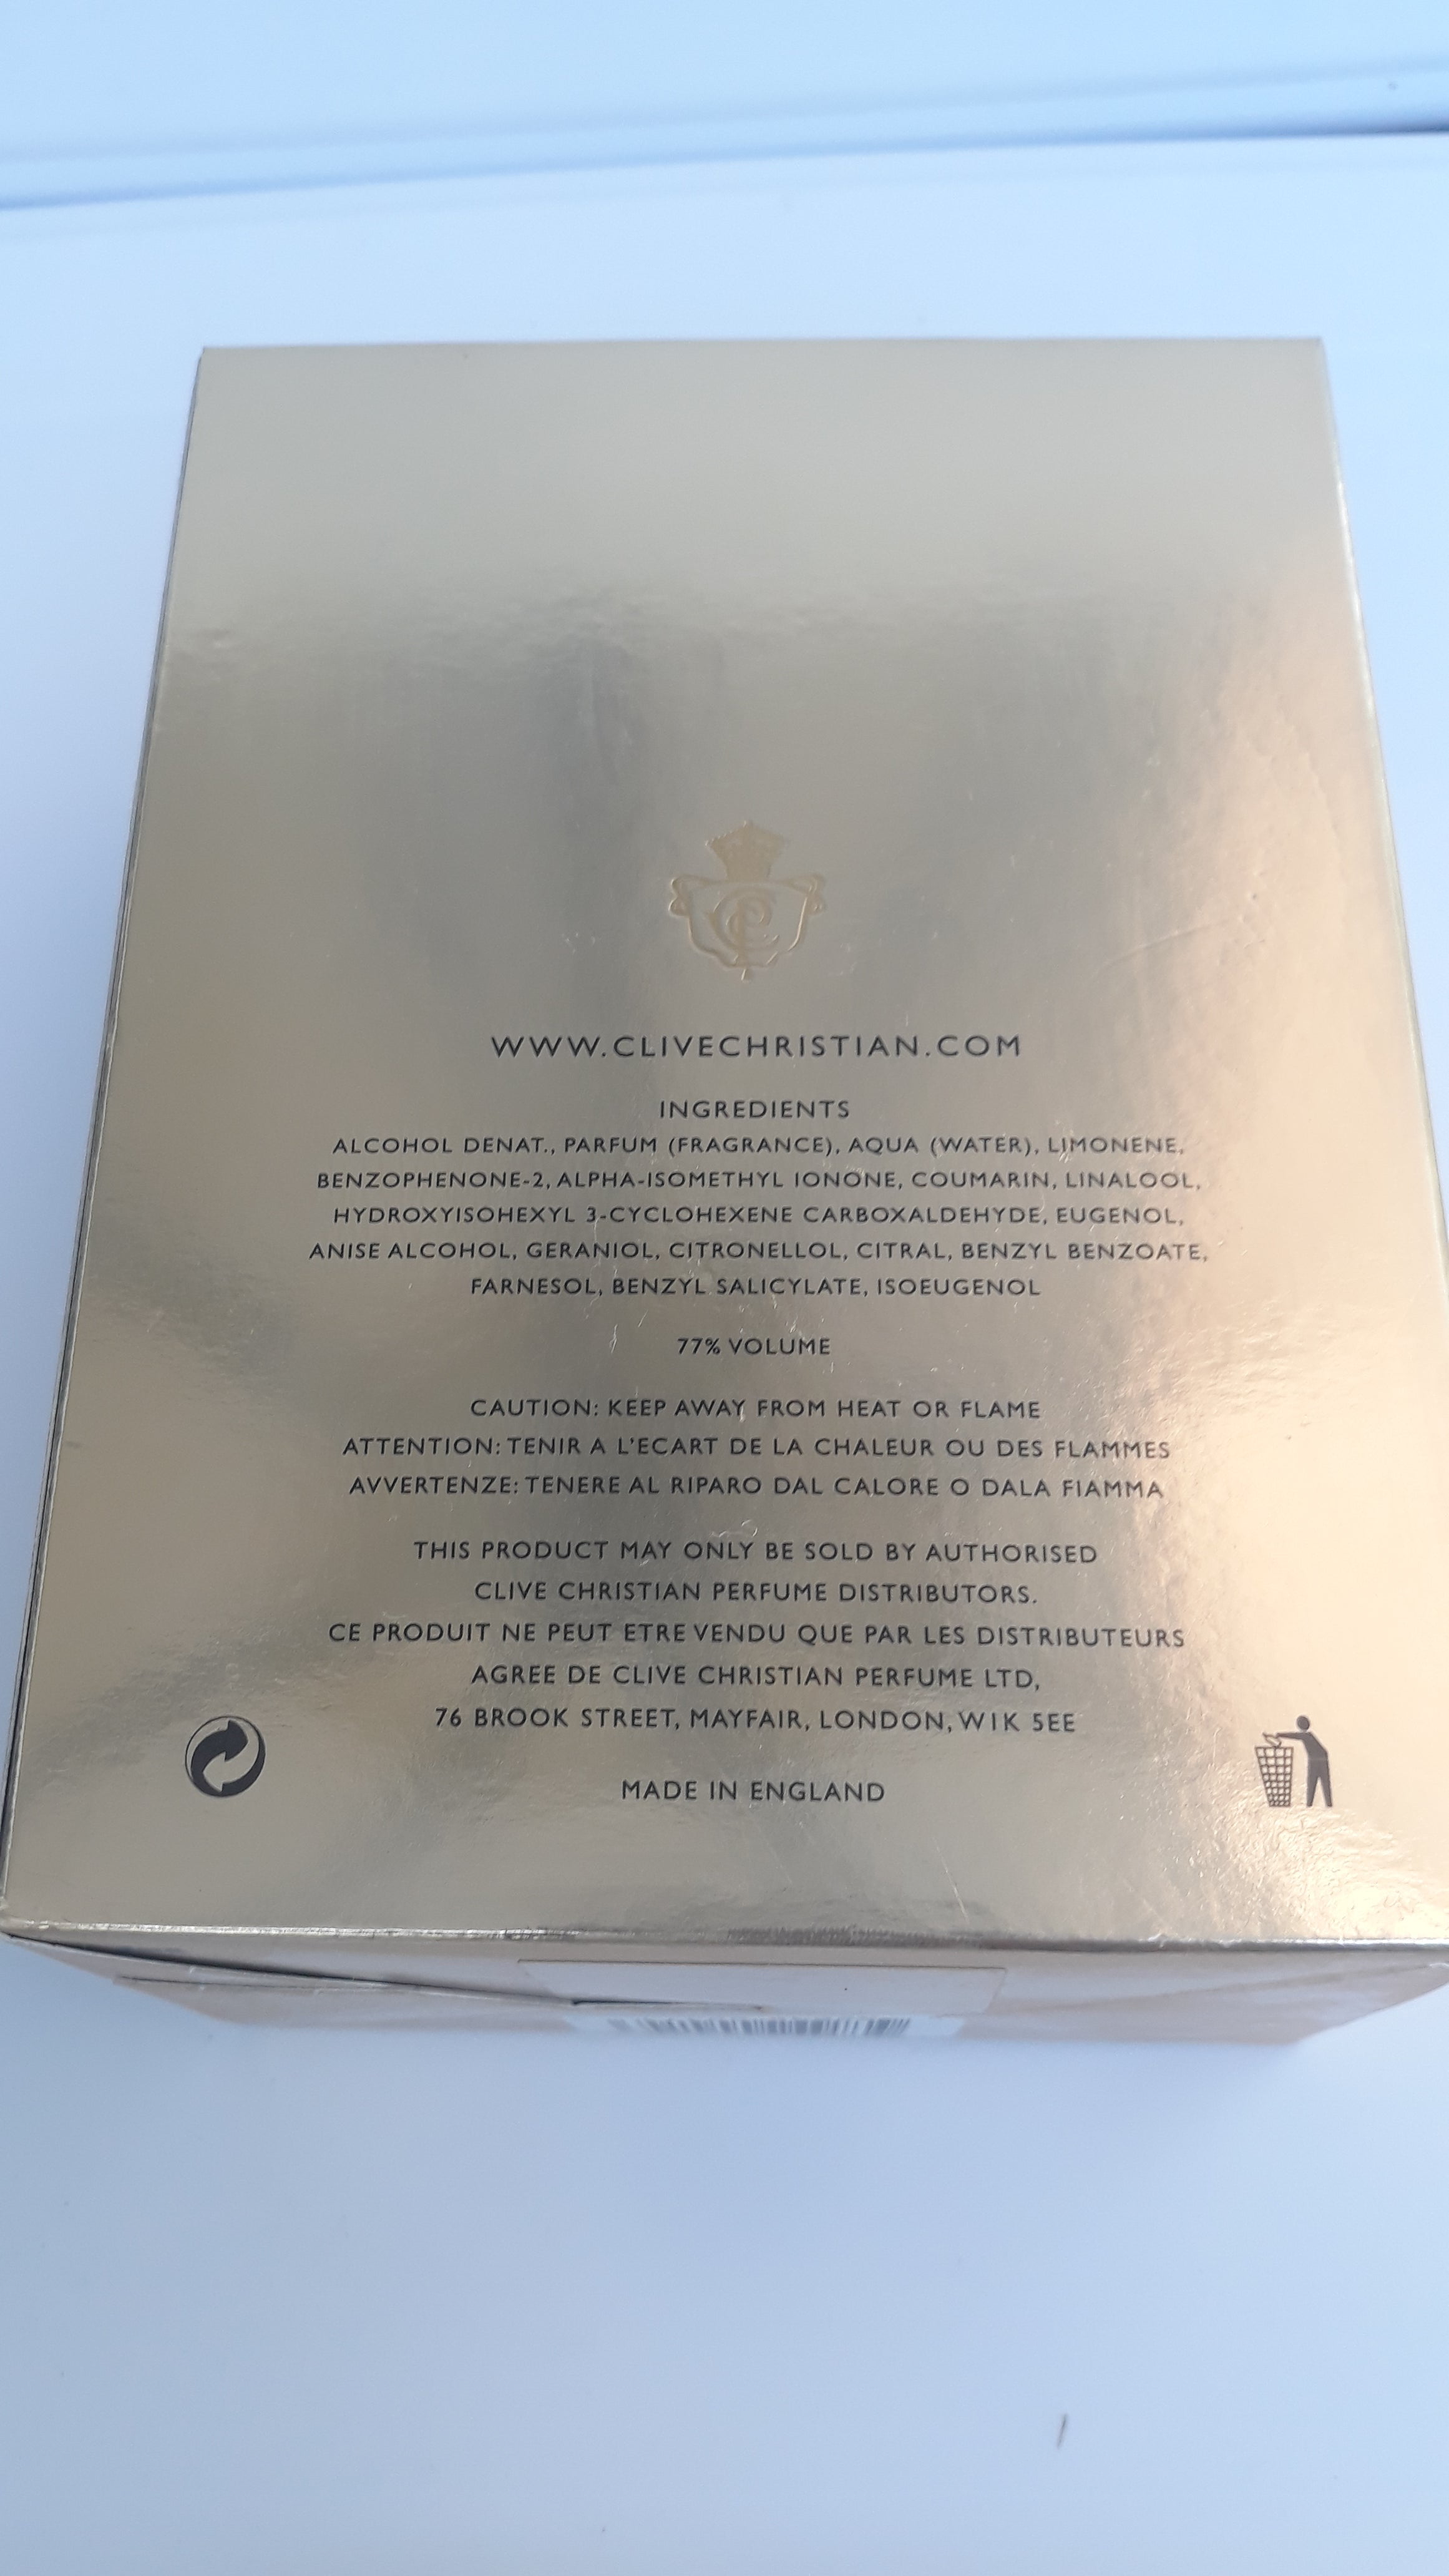 WWW.CLIVECHRISTIAN.COM
INGREDIENTS
ALCOHOL DENAT., PARFUM (FRAGRANCE), AQUA (WATER), LIMONENE,
BENZOPHENONE-2, ALPHA-ISOMETHYL IONONE, COUMARIN, LINALOOL,
HYDROXYISOHEXYL 3-CYCLOHEXENE CARBOXALDEHYDE, EUGENOL,
ANISE ALCOHOL, GERANIOL, CITRONELLOL, CITRAL, BENZYL BENZOATE,
FARNESOL, BENZYL SALICYLATE, ISOEUGENOL
77% VOLUME
CAUTION: KEEP AWAY FROM HEAT OR FLAME
ATTENTION: TENIR A L'ECART DE LA CHALEUR OU DES FLAMMES
AVVERTENZE: TENERE AL RIPARO DAL CALORE O DALA FIAMMA
THIS PRODUCT MAY ONLY BE SOLD BY AUTHORISED
CLIVE CHRISTIAN PERFUME DISTRIBUTORS.
CE PRODUIT NE PEUT ETRE VENDU QUE PAR LES DISTRIBUTEURS
AGREE DE CLIVE CHRISTIAN PERFUME LTD,
76 BROOK STREET, MAYFAIR, LONDON, W1K 5EE
MADE IN ENGLAND